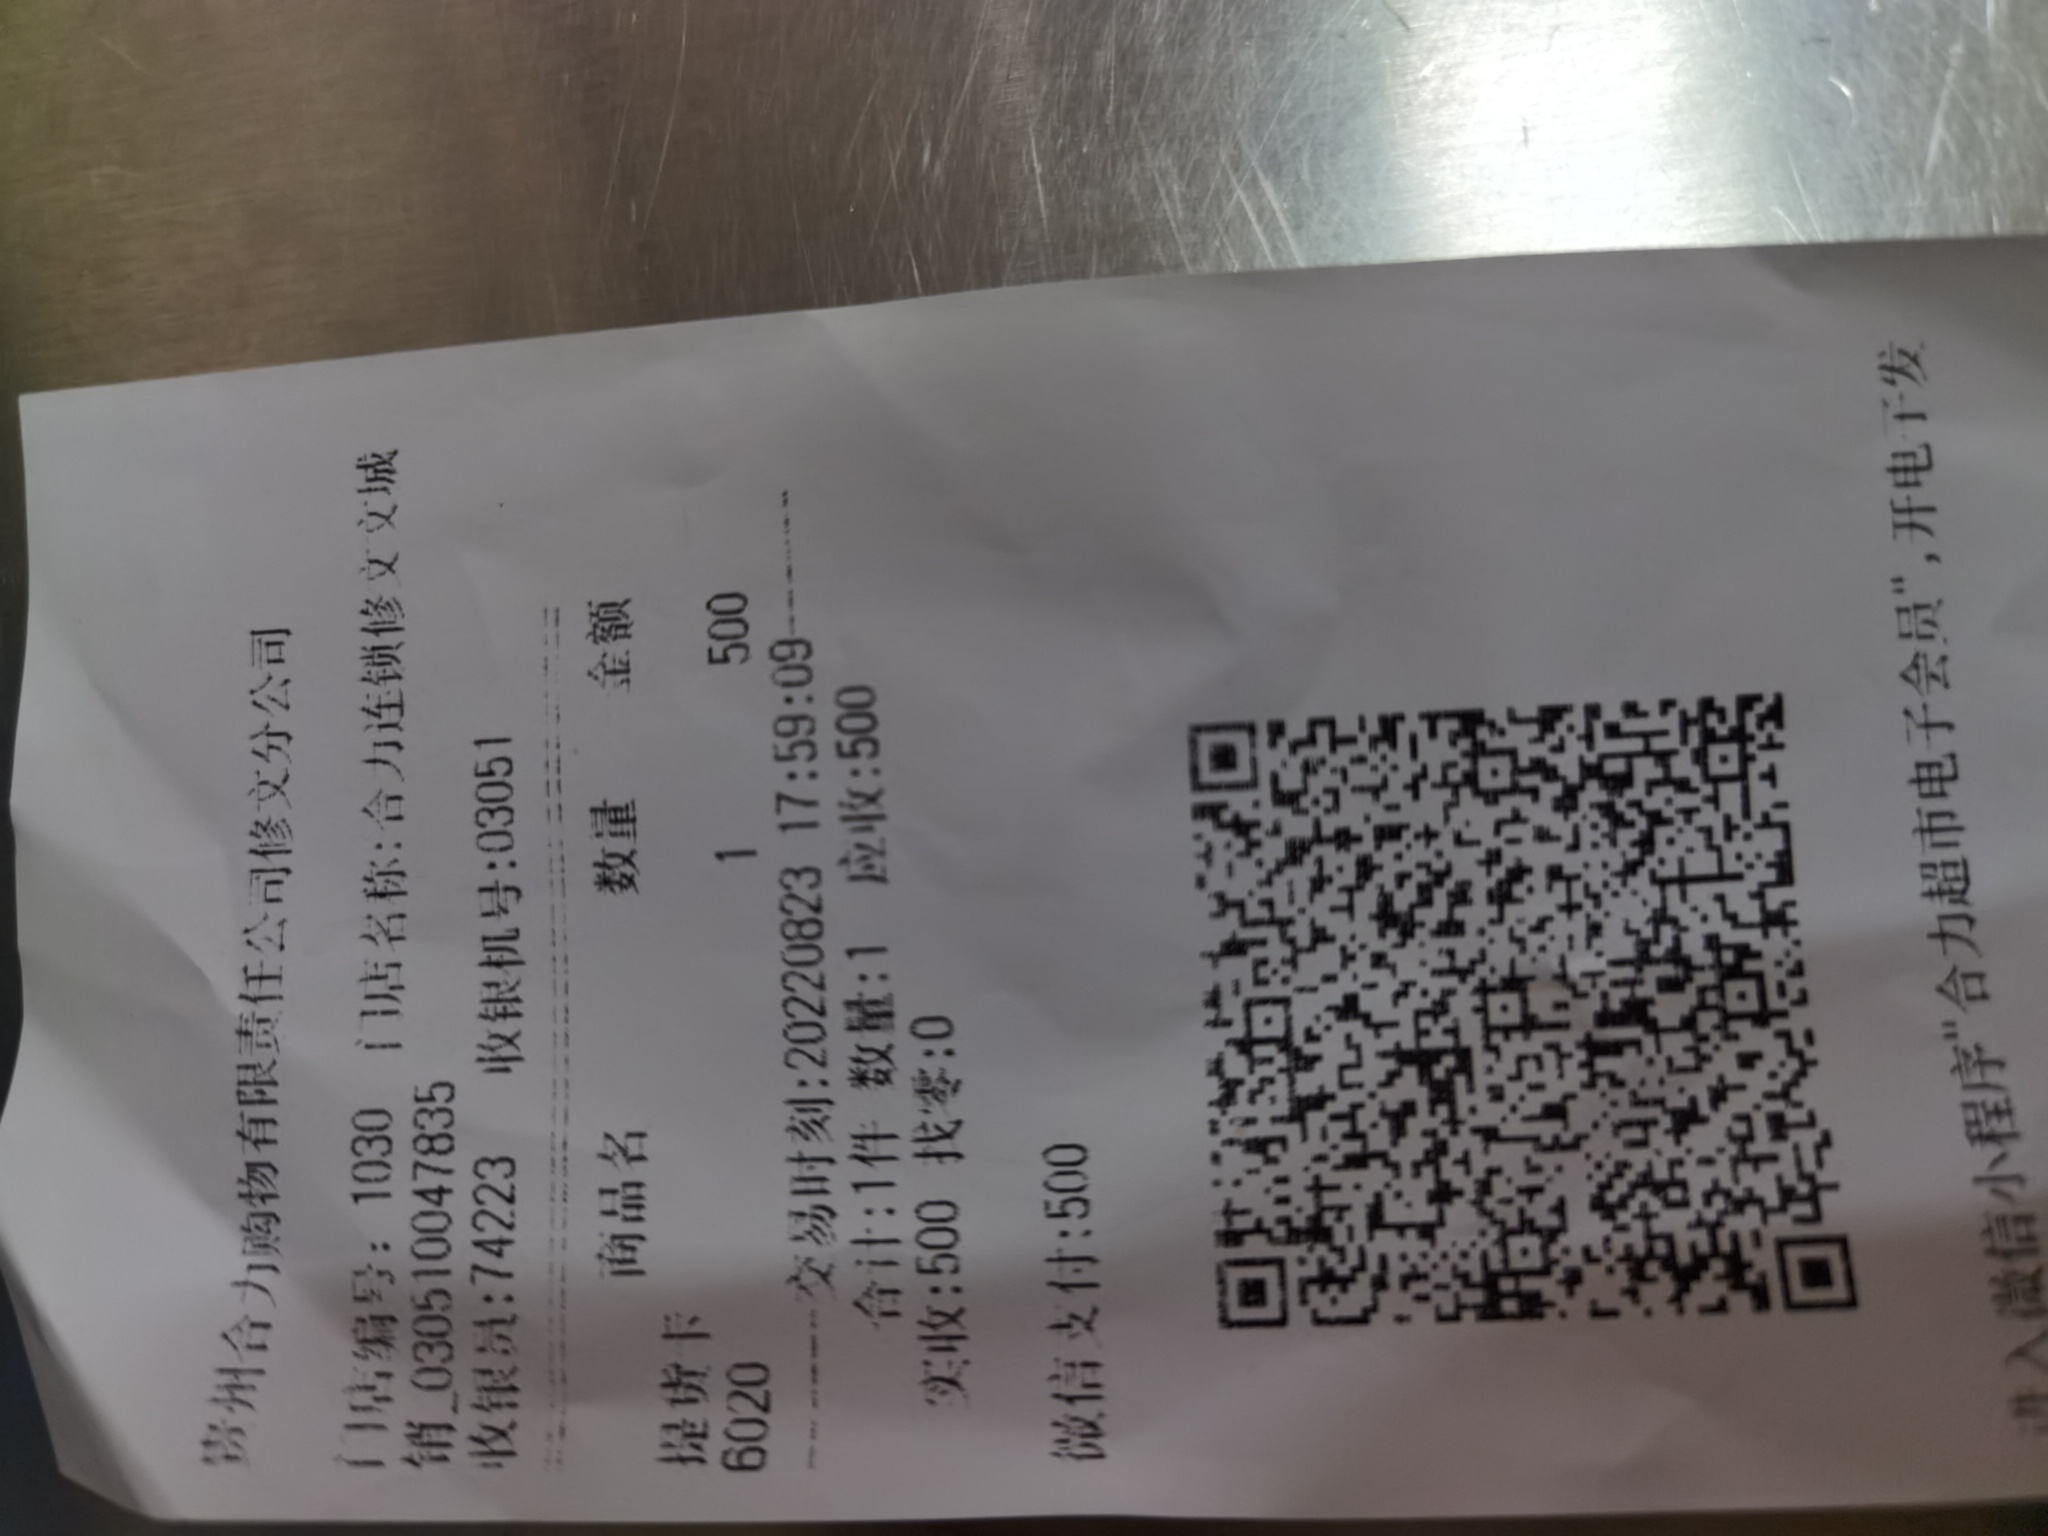 贵州合力购物有限责任公司修文分公司
门店编号: 1030 门店名称:合力连锁修文文城
销_03051004​7835
收银员:74223 收银机号:03051
商品名 数量 金额
提货卡
6020 1 500
交易时刻:20220823 17:59:09
合计:1件 数量:1 应收:500
实收:500 找零:0
微信支付:500
进入微信小程序"合力超市电子会员",开电子发